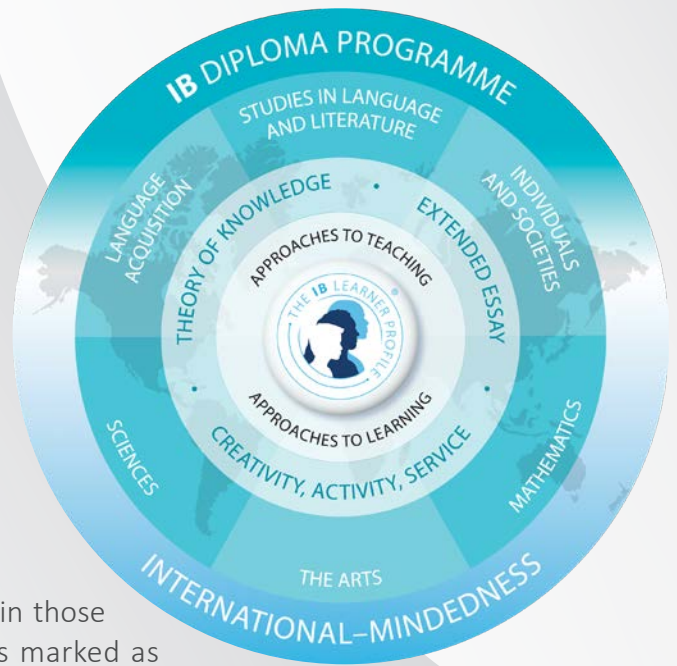 IB DIPLOMA PROGRAMME
STUDIES IN LANGUAGE
AND LITERATURE
LANGUAGE
ACQUISITION
INDIVIDUALS
AND SOCIETIES
THEORY OF KNOWLEDGE
EXTENDED ESSAY
APPROACHES TO TEACHING
THE IB LEARNER PROFILE®
APPROACHES TO LEARNING
CREATIVITY, ACTIVITY, SERVICE
SCIENCES
MATHEMATICS
THE ARTS
INTERNATIONAL–MINDEDNESS
in those
s marked as